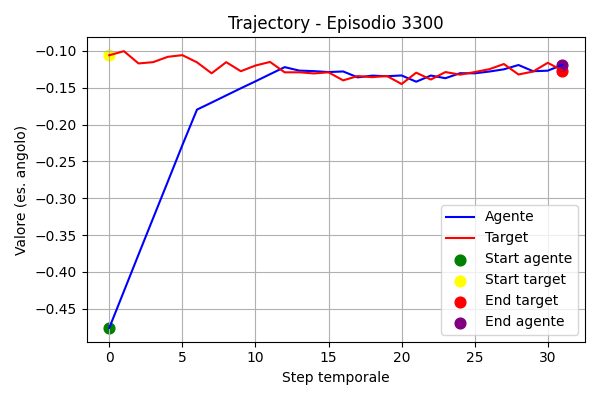 Trajectory - Episodio 3300
Valore (es. angolo)
−0.10
−0.15
−0.20
−0.25
−0.30
−0.35
−0.40
−0.45
Agente
Target
Start agente
Start target
End target
End agente
0 5 10 15 20 25 30
Step temporale